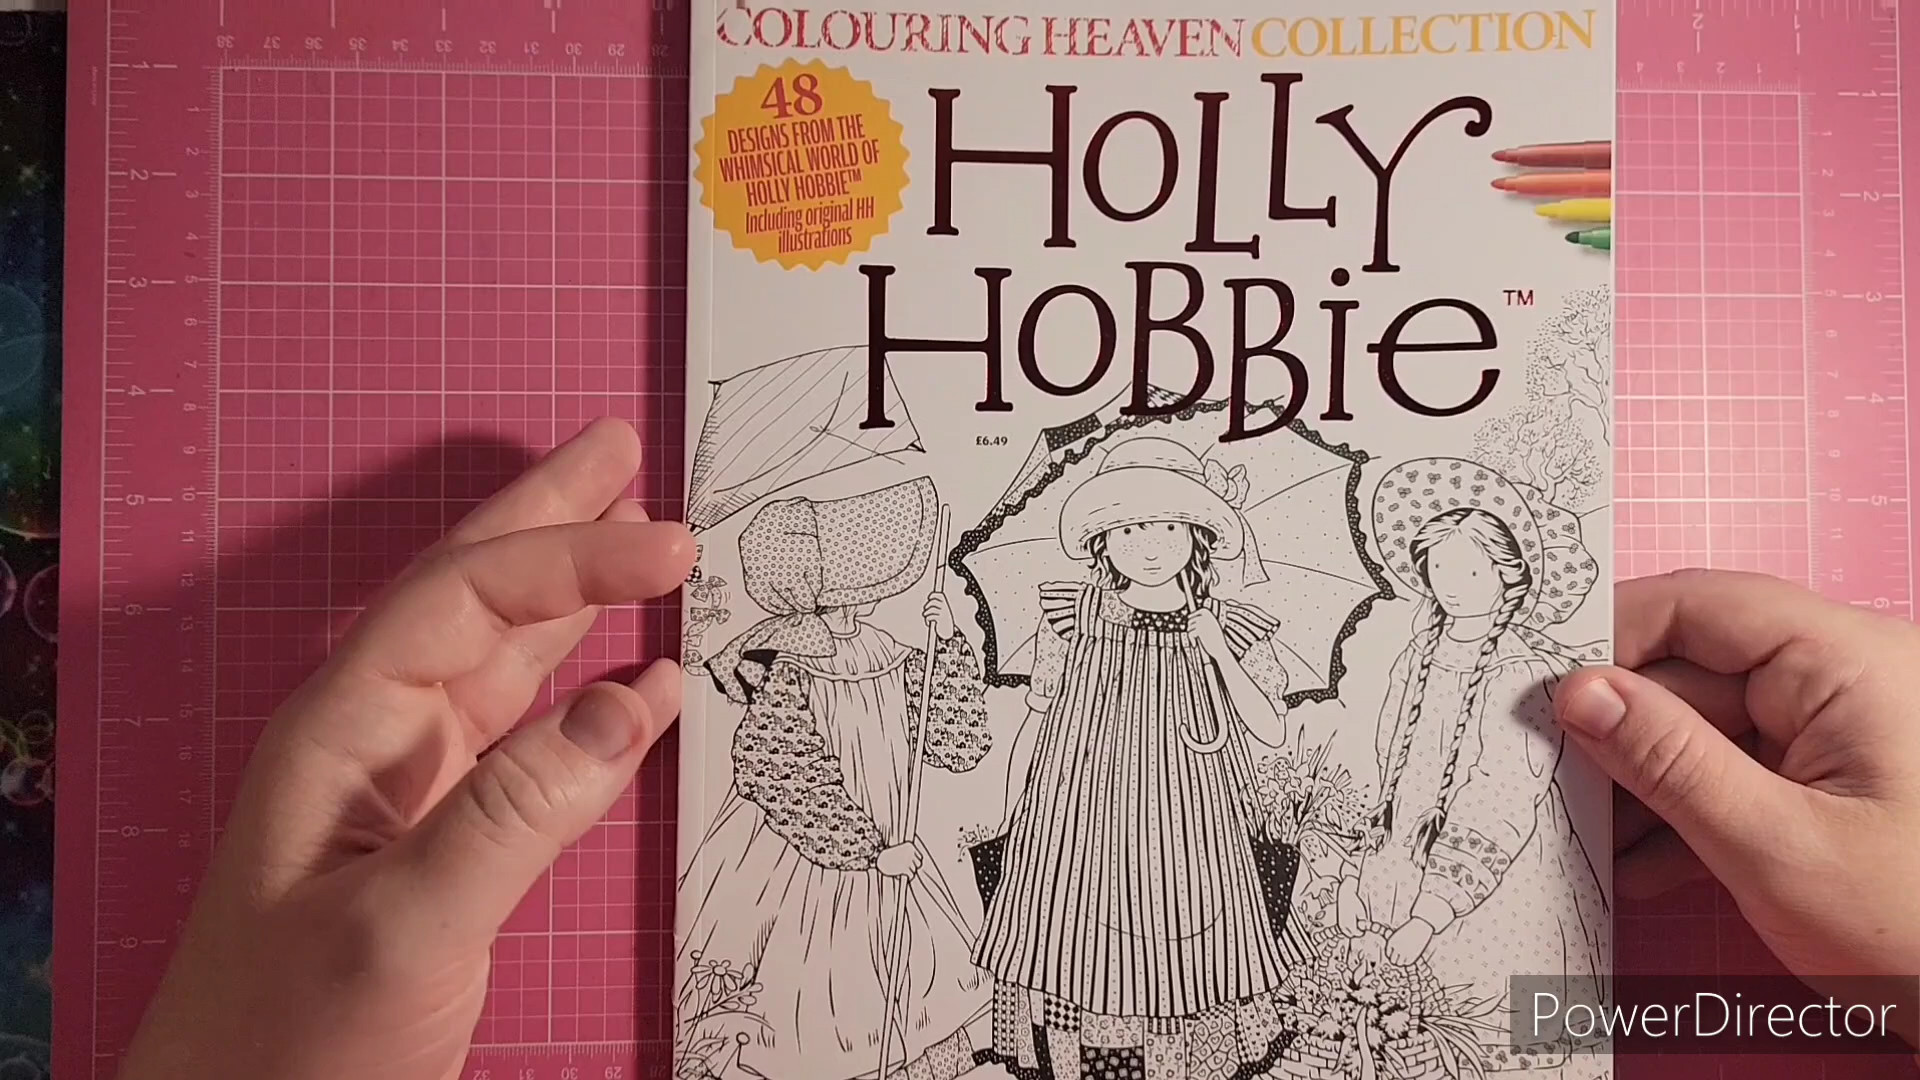 COLOURING HEAVEN COLLECTION
48
DESIGNS FROM THE
WHIMSICAL WORLD OF
HOLLY HOBBIE™
Including original HH
illustrations
HOLLY
HOBBiE™
£6.49
PowerDirector